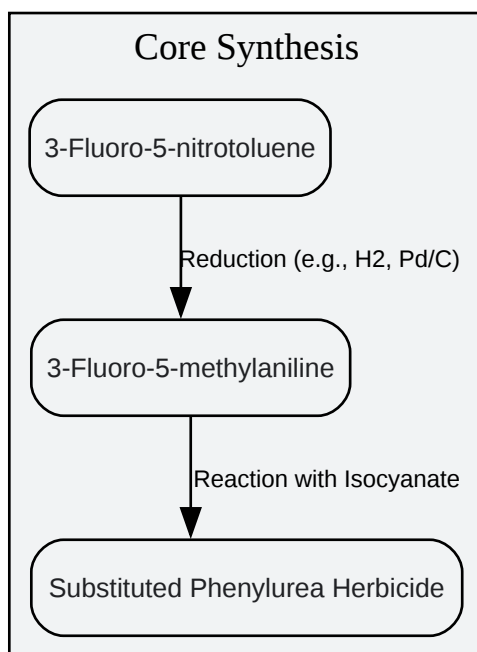 Core Synthesis
3-Fluoro-5-nitrotoluene
Reduction (e.g., H2, Pd/C)
3-Fluoro-5-methylaniline
Reaction with Isocyanate
Substituted Phenylurea Herbicide